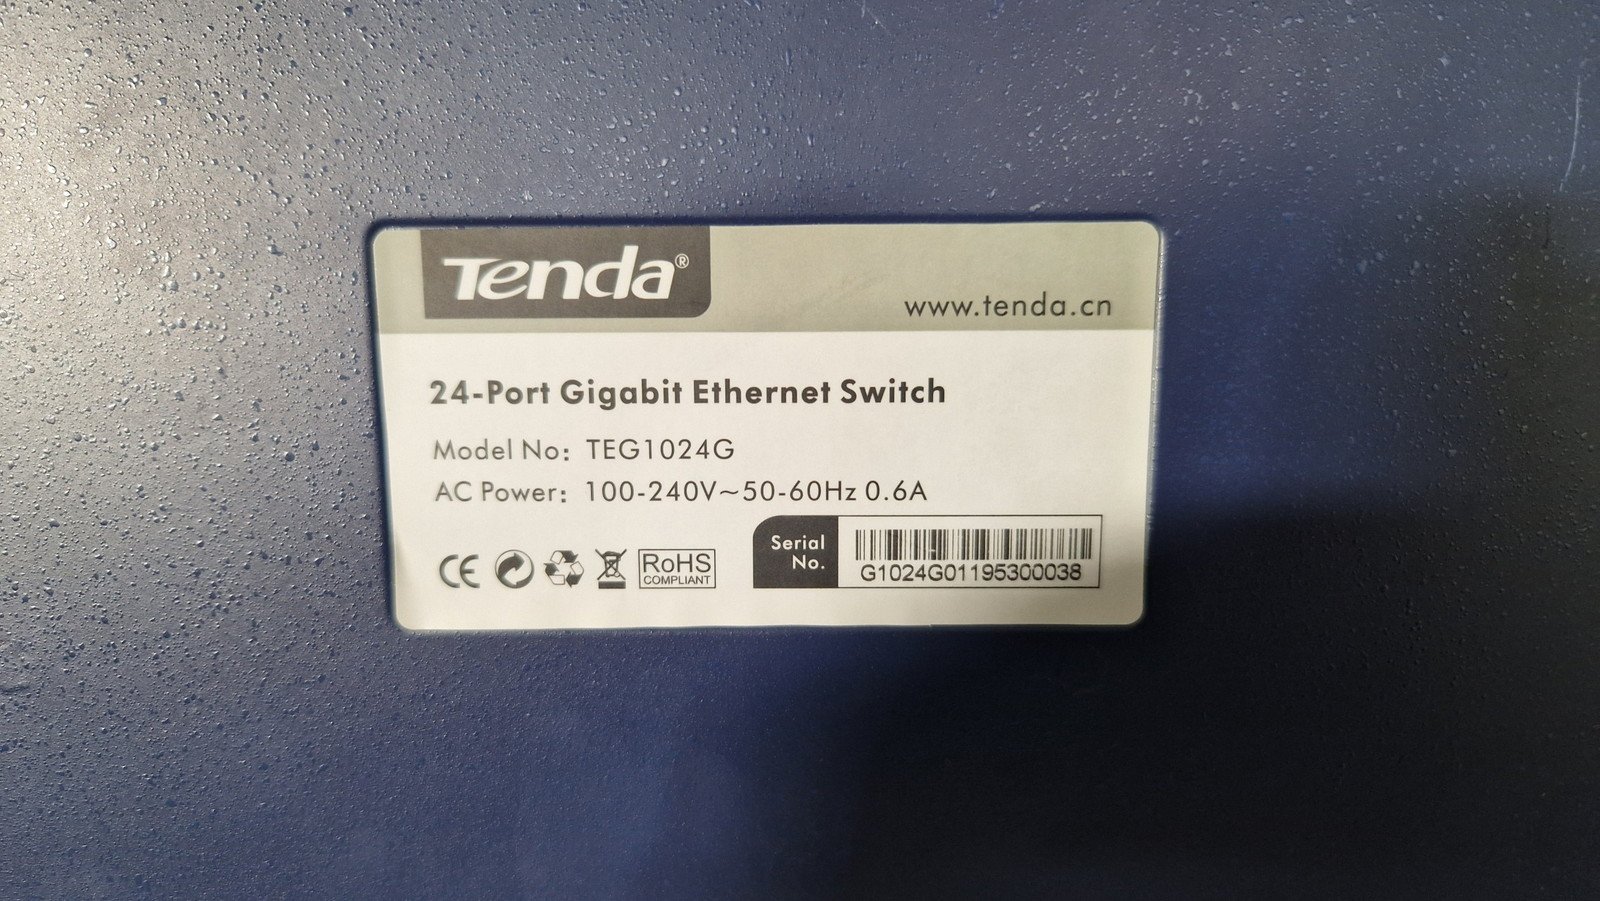 Tenda®
www.tenda.cn
24-Port Gigabit Ethernet Switch
Model No: TEG1024G
AC Power: 100-240V~50-60Hz 0.6A
CE
RoHS
COMPLIANT
Serial
No.
G1024G01195300038